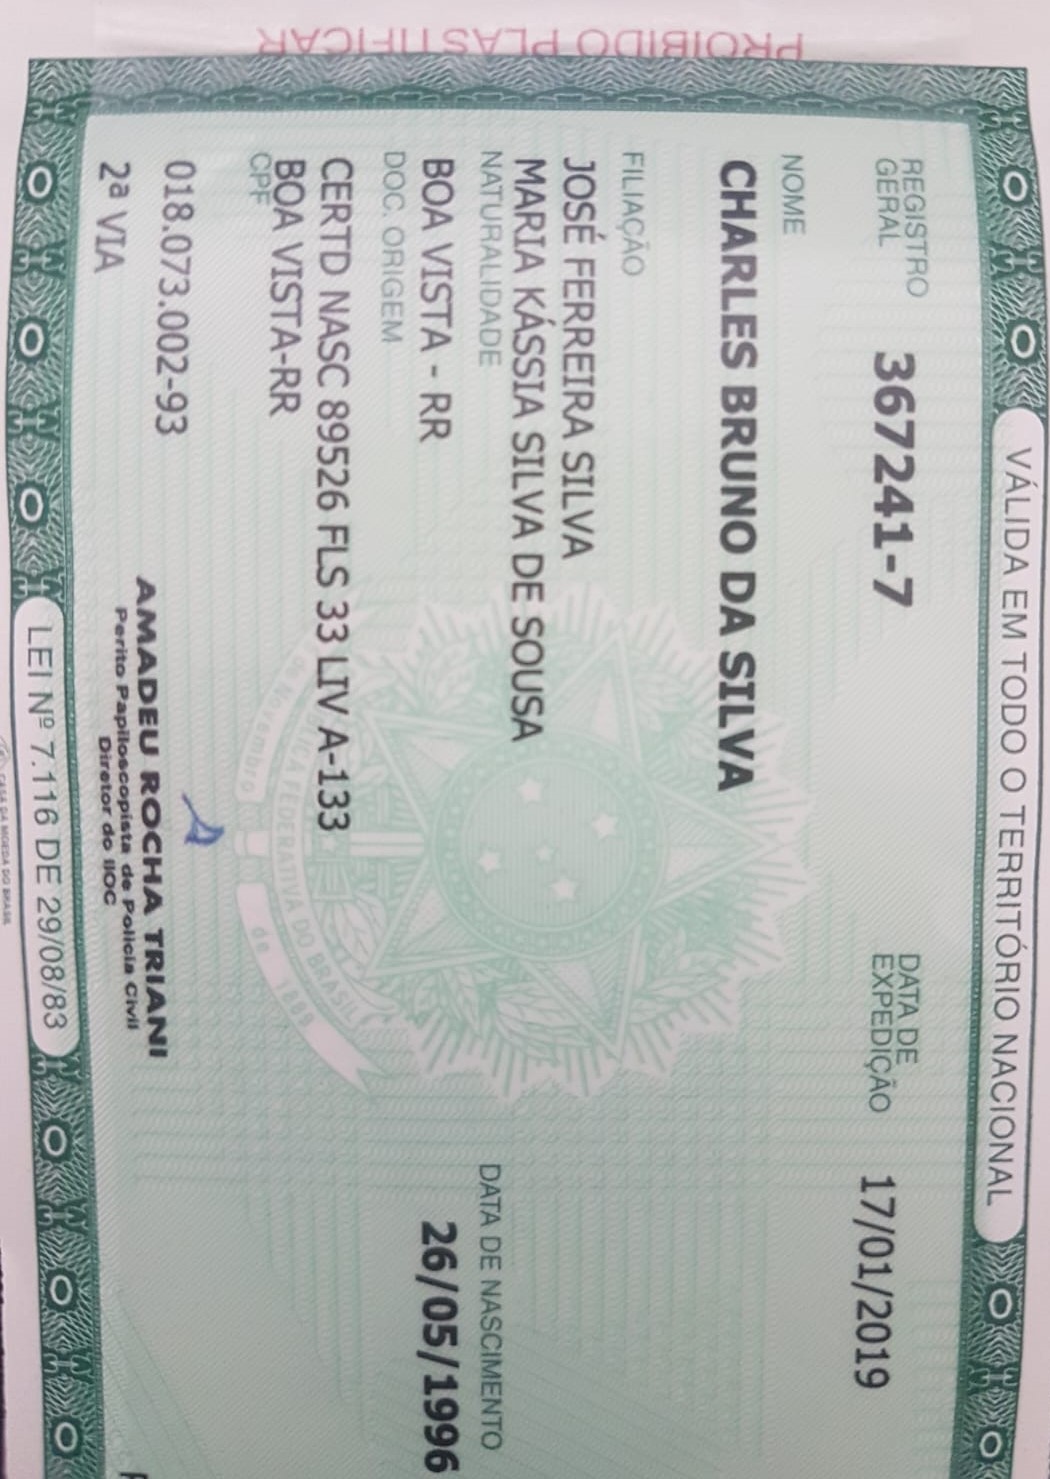 VÁLIDA EM TODO O TERRITÓRIO NACIONAL
REGISTRO
GERAL
367241-7
DATA DE
EXPEDIÇÃO
17/01/2019
NOME
CHARLES BRUNO DA SILVA
FILIAÇÃO
JOSÉ FERREIRA SILVA
MARIA KÁSSIA SILVA DE SOUSA
NATURALIDADE
DATA DE NASCIMENTO
BOA VISTA - RR
26/05/1996
DOC. ORIGEM
CERTD NASC 89526 FLS 33 LIV A-133
BOA VISTA-RR
CPF
018.073.002-93
2ª VIA
AMADEU ROCHA TRIANI
Perito Papiloscopista de Policia Civil
Diretor do IIOC
LEI Nº 7.116 DE 29/08/83
CASA DA MOEDA DO BRASIL
PROIBIDO PLASTIFICAR
FEDERATIVA DO BRASIL
de Novembro
de 1889